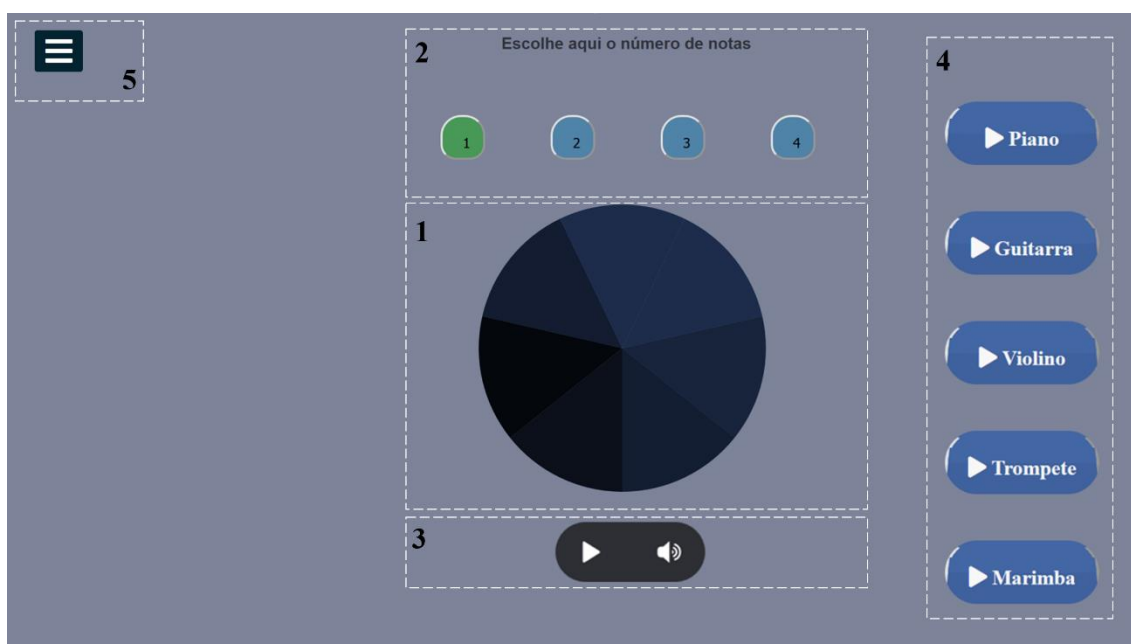 5
2
Escolhe aqui o número de notas
1
2
3
4
1
3
4
Piano
Guitarra
Violino
Trompete
Marimba